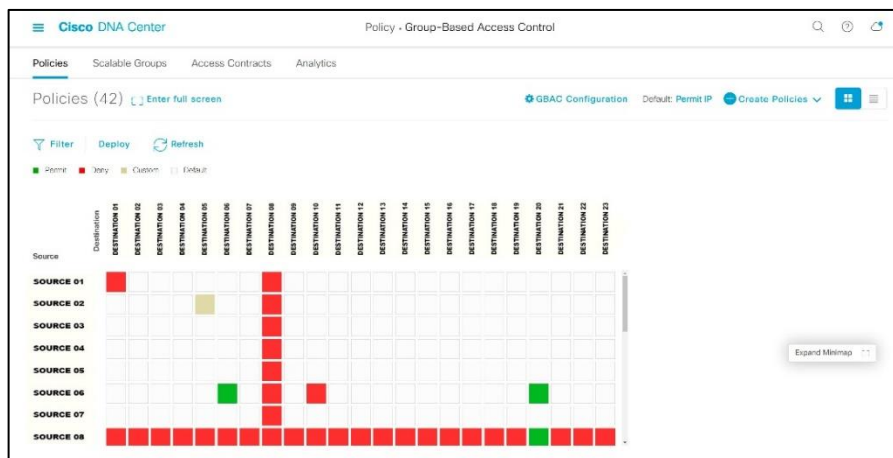 Cisco DNA Center
Policy • Group-Based Access Control
Policies Scalable Groups Access Contracts Analytics
Policies (42) Enter full screen
GBAC Configuration Default: Permit IP Create Policies
Filter Deploy Refresh
Permit Deny Custom Default
Destination
DESTINATION 01
DESTINATION 02
DESTINATION 03
DESTINATION 04
DESTINATION 05
DESTINATION 06
DESTINATION 07
DESTINATION 08
DESTINATION 09
DESTINATION 10
DESTINATION 11
DESTINATION 12
DESTINATION 13
DESTINATION 14
DESTINATION 15
DESTINATION 16
DESTINATION 17
DESTINATION 18
DESTINATION 19
DESTINATION 20
DESTINATION 21
DESTINATION 22
DESTINATION 23
Source
SOURCE 01
SOURCE 02
SOURCE 03
SOURCE 04
SOURCE 05
SOURCE 06
SOURCE 07
SOURCE 08
Expand Minimap